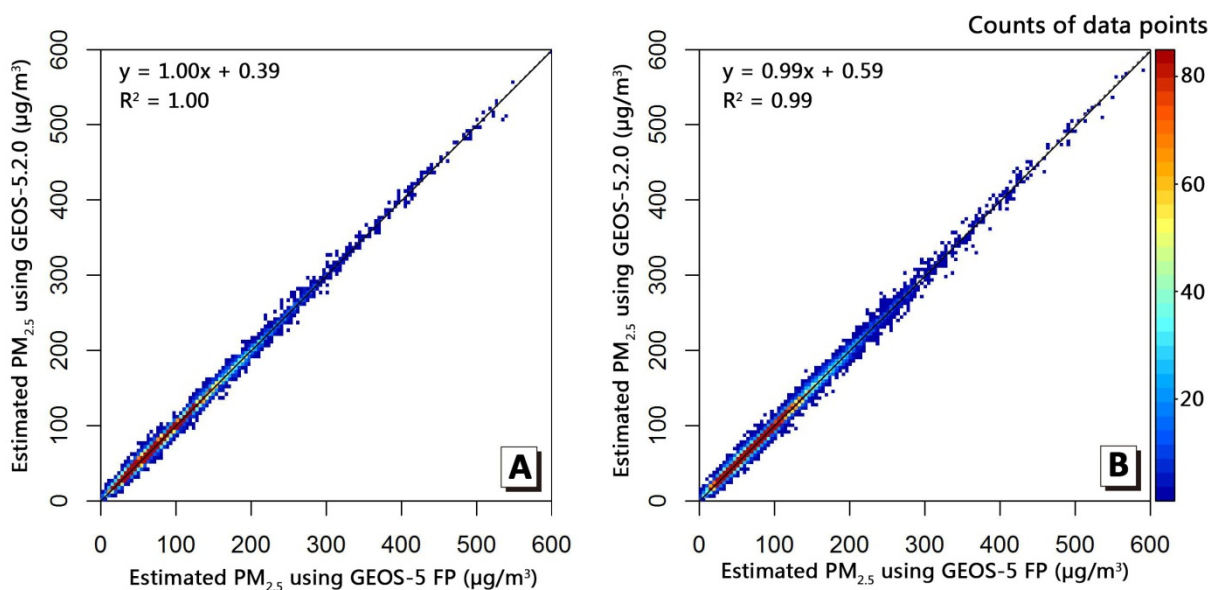 Counts of data points
600
500
400
300
200
100
0
Estimated PM2.5 using GEOS-5.2.0 (μg/m³)
y = 1.00x + 0.39
R² = 1.00
A
0 100 200 300 400 500 600
Estimated PM2.5 using GEOS-5 FP (μg/m³)
600
500
400
300
200
100
0
Estimated PM2.5 using GEOS-5.2.0 (μg/m³)
y = 0.99x + 0.59
R² = 0.99
B
0 100 200 300 400 500 600
Estimated PM2.5 using GEOS-5 FP (μg/m³)
80
60
40
20